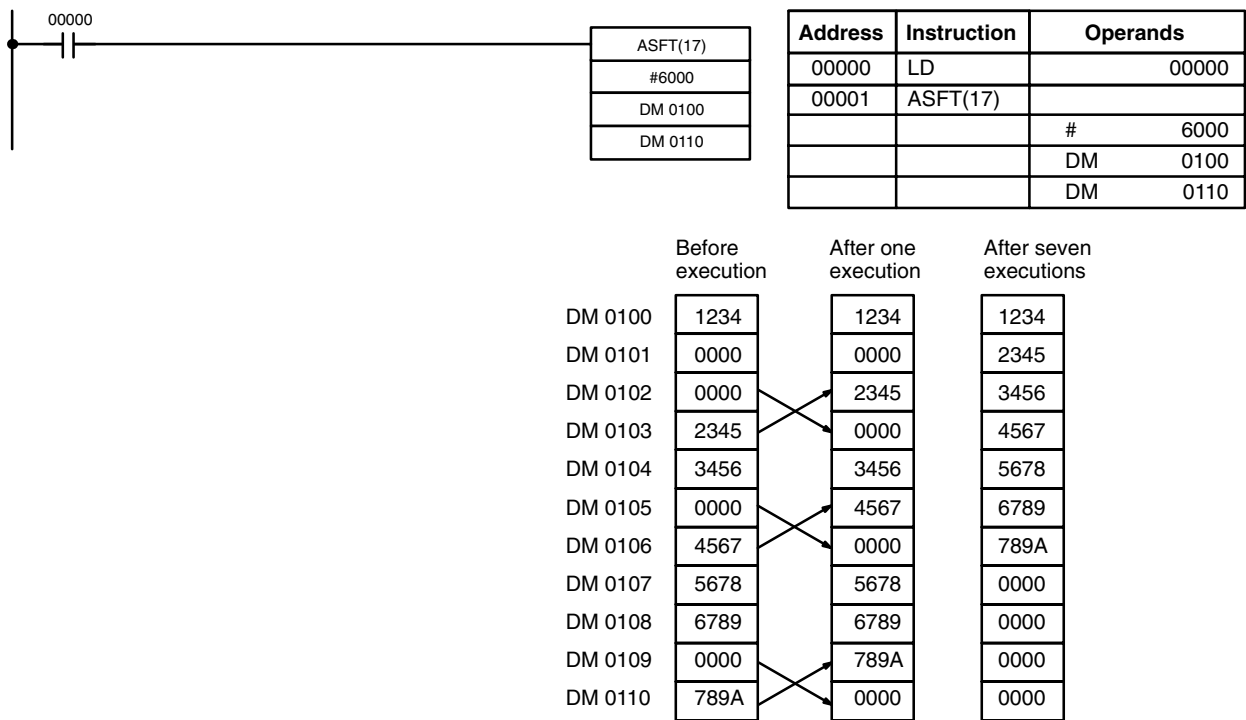 00000
ASFT(17)
#6000
DM 0100
DM 0110
Address Instruction Operands
00000 LD 00000
00001 ASFT(17)
# 6000
DM 0100
DM 0110
Before execution After one execution After seven executions
DM 0100 1234 1234 1234
DM 0101 0000 0000 2345
DM 0102 0000 2345 3456
DM 0103 2345 0000 4567
DM 0104 3456 3456 5678
DM 0105 0000 4567 6789
DM 0106 4567 0000 789A
DM 0107 5678 5678 0000
DM 0108 6789 6789 0000
DM 0109 0000 789A 0000
DM 0110 789A 0000 0000